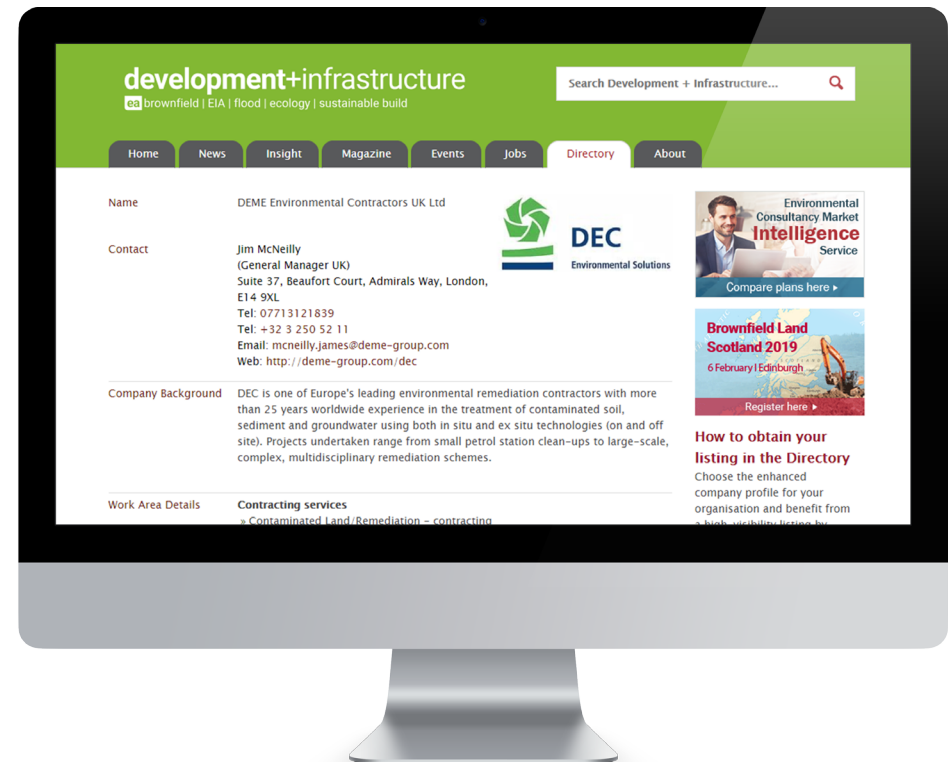 development+infrastructure
ea brownfield | EIA | flood | ecology | sustainable build
Search Development + Infrastructure...
Home News Insight Magazine Events Jobs Directory About
Name DEME Environmental Contractors UK Ltd
DEC
Environmental Solutions
Contact Jim McNeilly
(General Manager UK)
Suite 37, Beaufort Court, Admirals Way, London,
E14 9XL
Tel: 07713121839
Tel: +32 3 250 52 11
Email: mcneilly.james@deme-group.com
Web: http://deme-group.com/dec
Company Background DEC is one of Europe's leading environmental remediation contractors with more
than 25 years worldwide experience in the treatment of contaminated soil,
sediment and groundwater using both in situ and ex situ technologies (on and off
site). Projects undertaken range from small petrol station clean-ups to large-scale,
complex, multidisciplinary remediation schemes.
Work Area Details Contracting services
» Contaminated Land/Remediation - contracting
Environmental
Consultancy Market
Intelligence
Service
Compare plans here
Brownfield Land
Scotland 2019
6 February I Edinburgh
Register here
How to obtain your
listing in the Directory
Choose the enhanced
company profile for your
organisation and benefit from
a high-visibility listing by